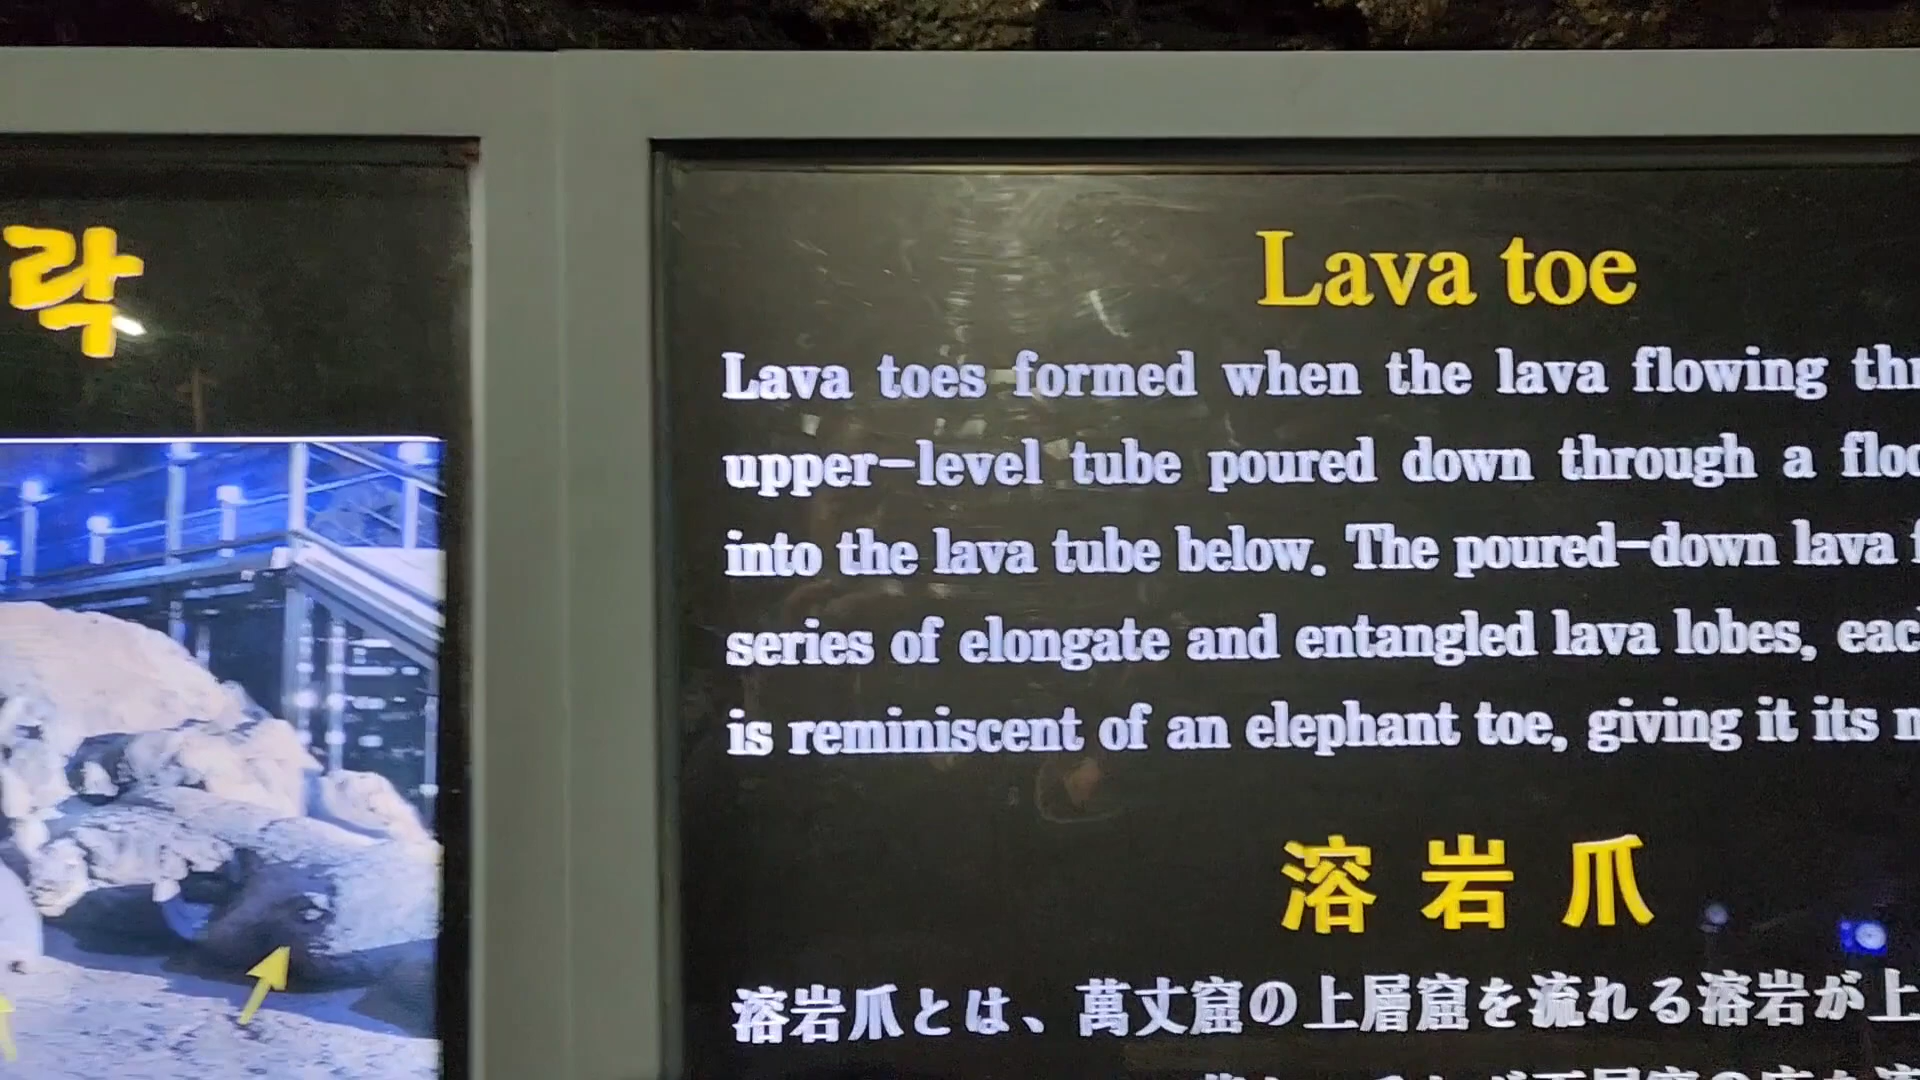 락
Lava toe
Lava toes formed when the lava flowing
upper-level tube poured down through a
into the lava tube below. The poured-down lava
series of elongate and entangled lava lobes,
is reminiscent of an elephant toe, giving it its
溶岩爪
溶岩爪とは、萬丈窟の上層窟を流れる溶岩が上